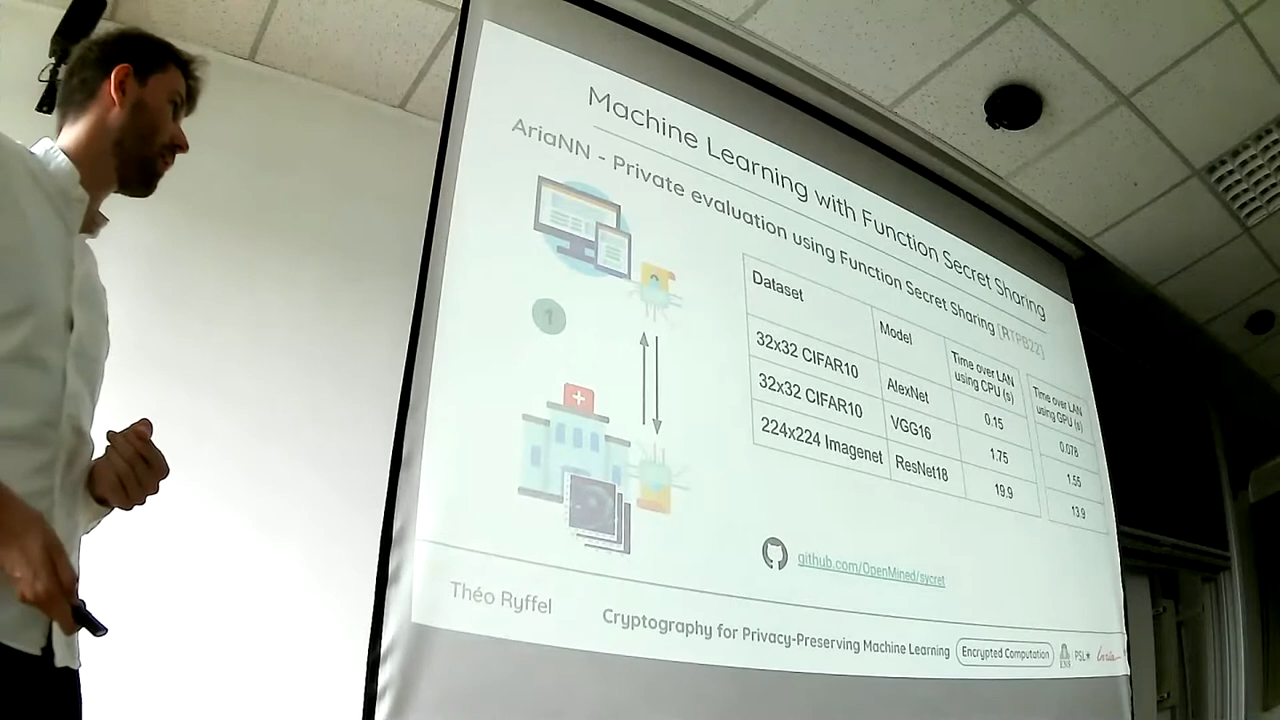 Machine Learning with Function Secret Sharing
AriaNN - Private evaluation using Function Secret Sharing [RTPB22]
1
Dataset Model Time over LAN using CPU (s) Time over LAN using GPU (s)
32x32 CIFAR10 AlexNet 0.15 0.078
32x32 CIFAR10 VGG16 1.75 1.55
224x224 Imagenet ResNet18 19.9 13.9
github.com/OpenMined/sycret
Théo Ryffel Cryptography for Privacy-Preserving Machine Learning Encrypted Computation ENS PSL★ Inria